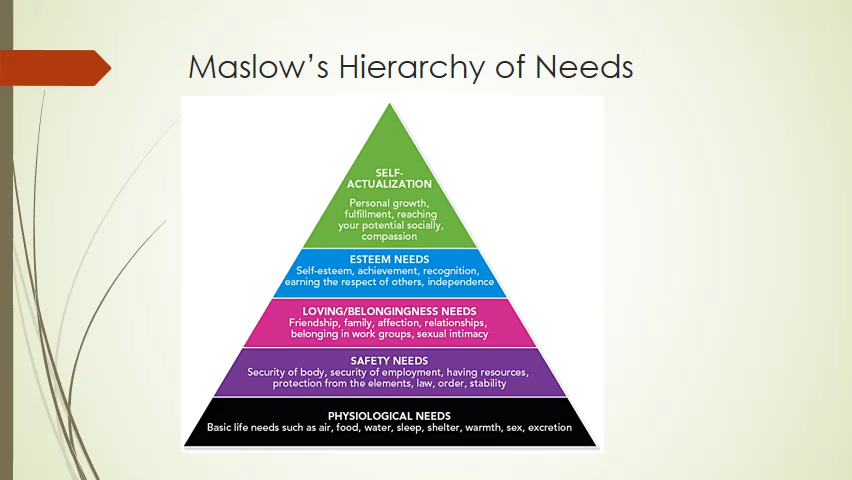 Maslow's Hierarchy of Needs
SELF-
ACTUALIZATION
Personal growth,
fulfillment, reaching
your potential socially,
compassion
ESTEEM NEEDS
Self-esteem, achievement, recognition,
earning the respect of others, independence
LOVING/BELONGINGNESS NEEDS
Friendship, family, affection, relationships,
belonging in work groups, sexual intimacy
SAFETY NEEDS
Security of body, security of employment, having resources,
protection from the elements, law, order, stability
PHYSIOLOGICAL NEEDS
Basic life needs such as air, food, water, sleep, shelter, warmth, sex, excretion